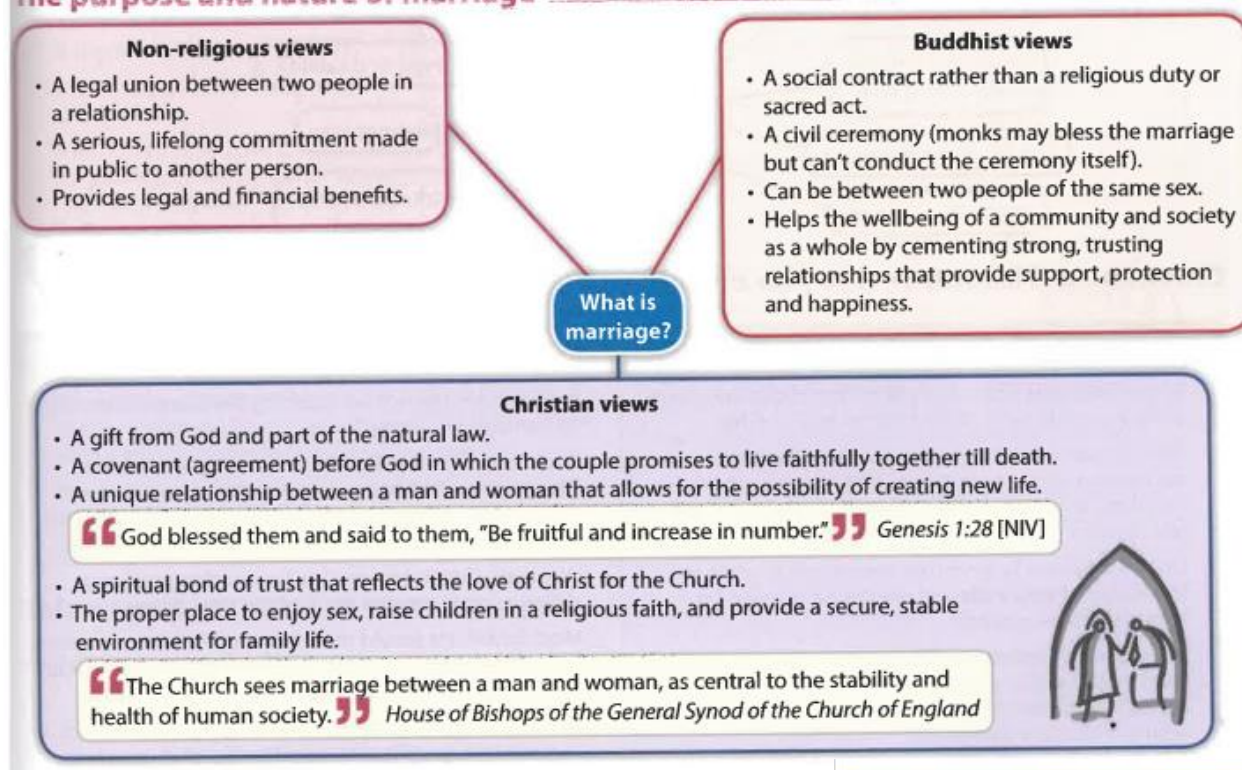 The purpose and nature of marriage
Non-religious views
• A legal union between two people in
a relationship.
• A serious, lifelong commitment made
in public to another person.
• Provides legal and financial benefits.
Buddhist views
• A social contract rather than a religious duty or
sacred act.
• A civil ceremony (monks may bless the marriage
but can't conduct the ceremony itself).
• Can be between two people of the same sex.
• Helps the wellbeing of a community and society
as a whole by cementing strong, trusting
relationships that provide support, protection
and happiness.
What is
marriage?
Christian views
• A gift from God and part of the natural law.
• A covenant (agreement) before God in which the couple promises to live faithfully together till death.
• A unique relationship between a man and woman that allows for the possibility of creating new life.
❝ God blessed them and said to them, "Be fruitful and increase in number." ❞ Genesis 1:28 [NIV]
• A spiritual bond of trust that reflects the love of Christ for the Church.
• The proper place to enjoy sex, raise children in a religious faith, and provide a secure, stable
environment for family life.
❝ The Church sees marriage between a man and woman, as central to the stability and
health of human society. ❞ House of Bishops of the General Synod of the Church of England